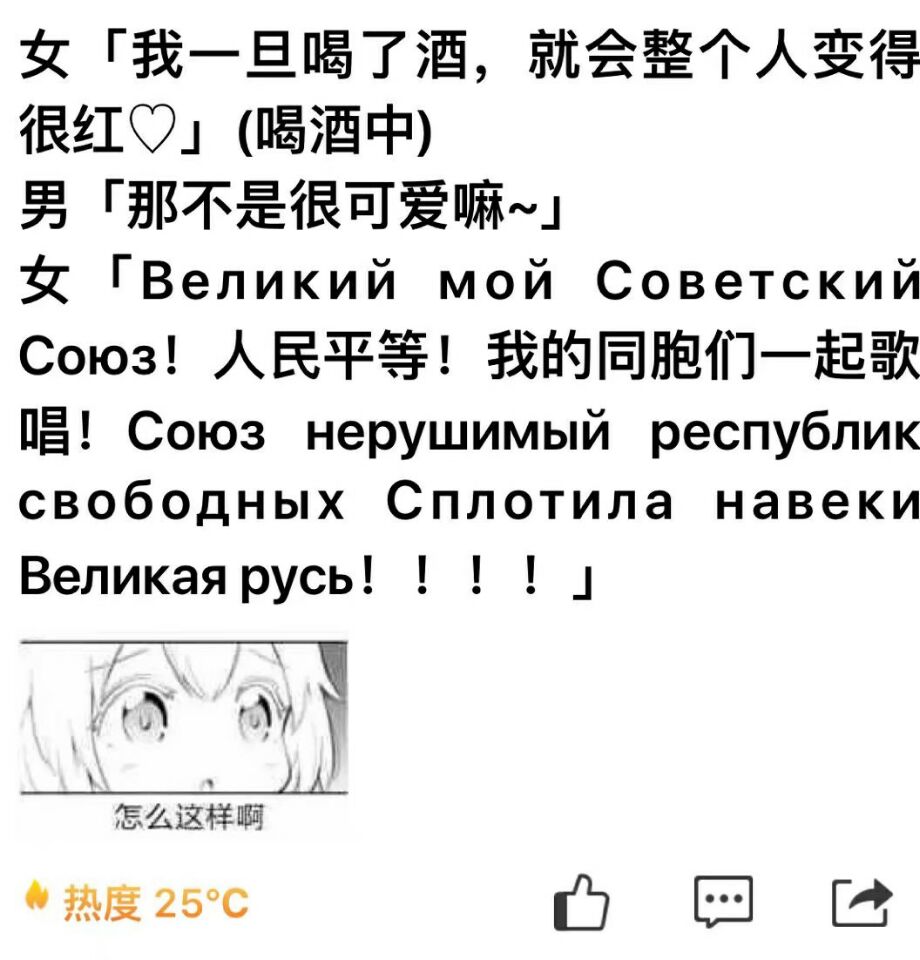 女「我一旦喝了酒，就会整个人变得
很红♡」(喝酒中)
男「那不是很可爱嘛~」
女「Великий мой Советский
Союз！人民平等！我的同胞们一起歌
唱！Союз нерушимый республик
свободных Сплотила навеки
Великая русь！！！！」
怎么这样啊
热度 25°C